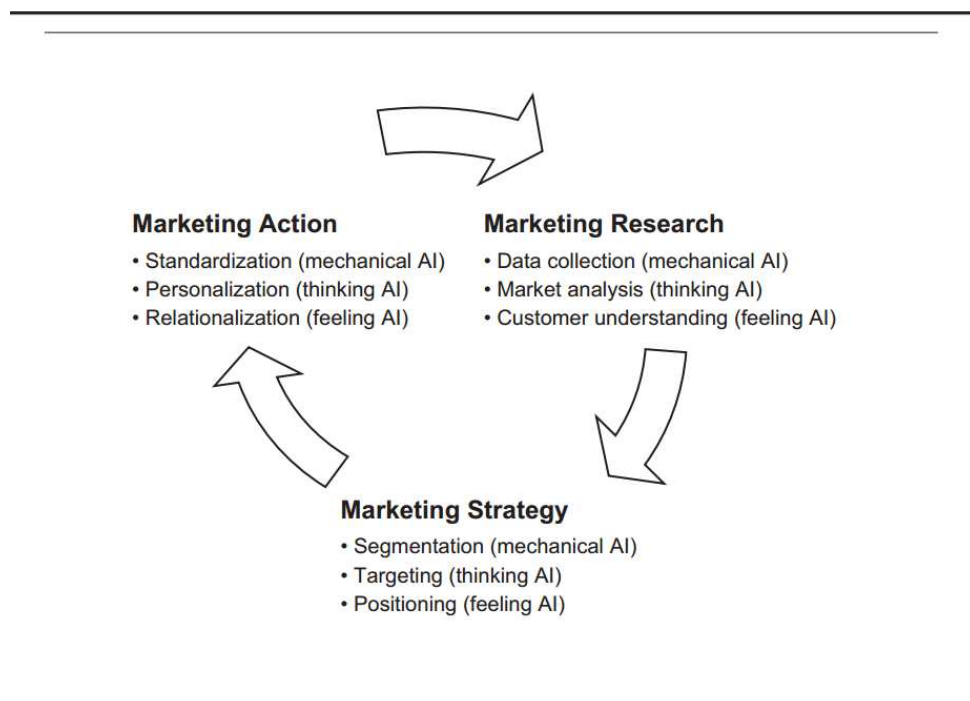 Marketing Action
• Standardization (mechanical AI)
• Personalization (thinking AI)
• Relationalization (feeling AI)
Marketing Research
• Data collection (mechanical AI)
• Market analysis (thinking AI)
• Customer understanding (feeling AI)
Marketing Strategy
• Segmentation (mechanical AI)
• Targeting (thinking AI)
• Positioning (feeling AI)